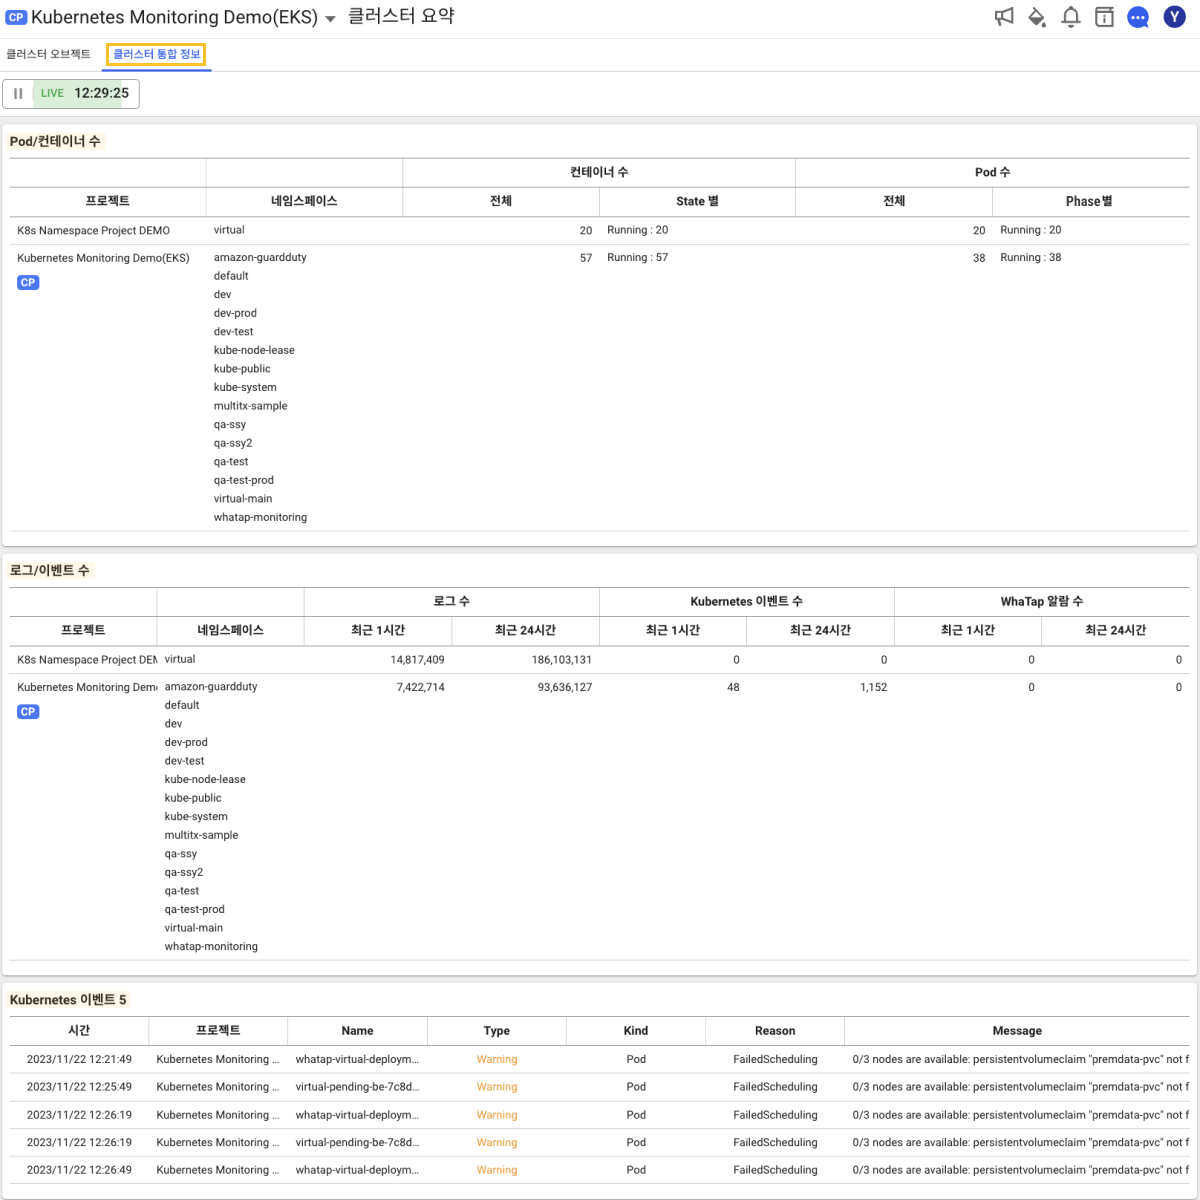 CP Kubernetes Monitoring Demo(EKS) 클러스터 요약
Y
클러스터 오브젝트 클러스터 통합 정보
LIVE 12:29:25
Pod/컨테이너 수
컨테이너 수 Pod 수
프로젝트 네임스페이스 전체 State 별 전체 Phase별
K8s Namespace Project DEMO virtual 20 Running : 20 20 Running : 20
Kubernetes Monitoring Demo(EKS) amazon-guardduty 57 Running : 57 38 Running : 38
default
CP
dev
dev-prod
dev-test
kube-node-lease
kube-public
kube-system
multitx-sample
qa-ssy
qa-ssy2
qa-test
qa-test-prod
virtual-main
whatap-monitoring
로그/이벤트 수
로그 수 Kubernetes 이벤트 수 WhaTap 알람 수
프로젝트 네임스페이스 최근 1시간 최근 24시간 최근 1시간 최근 24시간 최근 1시간 최근 24시간
K8s Namespace Project DEM virtual 14,817,409 186,103,131 0 0 0 0
Kubernetes Monitoring Dem amazon-guardduty 7,422,714 93,636,127 48 1,152 0 0
default
CP
dev
dev-prod
dev-test
kube-node-lease
kube-public
kube-system
multitx-sample
qa-ssy
qa-ssy2
qa-test
qa-test-prod
virtual-main
whatap-monitoring
Kubernetes 이벤트 5
시간 프로젝트 Name Type Kind Reason Message
2023/11/22 12:21:49 Kubernetes Monitoring ... whatap-virtual-deploym... Warning Pod FailedScheduling 0/3 nodes are available: persistentvolumeclaim "premdata-pvc" not f
2023/11/22 12:25:49 Kubernetes Monitoring ... virtual-pending-be-7c8d... Warning Pod FailedScheduling 0/3 nodes are available: persistentvolumeclaim "premdata-pvc" not f
2023/11/22 12:26:19 Kubernetes Monitoring ... whatap-virtual-deploym... Warning Pod FailedScheduling 0/3 nodes are available: persistentvolumeclaim "premdata-pvc" not f
2023/11/22 12:26:19 Kubernetes Monitoring ... virtual-pending-be-7c8d... Warning Pod FailedScheduling 0/3 nodes are available: persistentvolumeclaim "premdata-pvc" not f
2023/11/22 12:26:49 Kubernetes Monitoring ... whatap-virtual-deploym... Warning Pod FailedScheduling 0/3 nodes are available: persistentvolumeclaim "premdata-pvc" not f